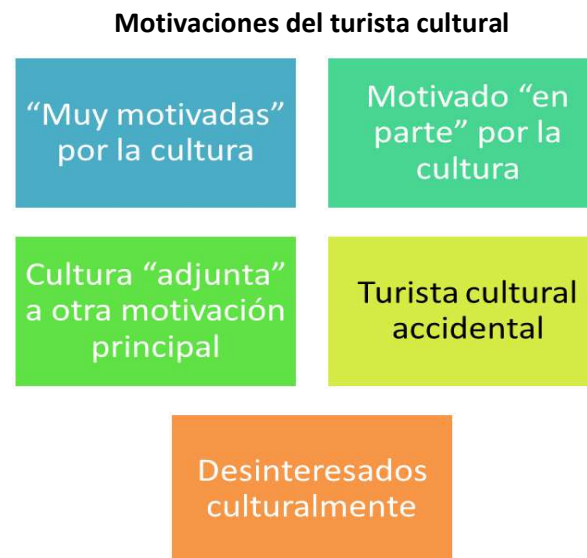 Motivaciones del turista cultural
“Muy motivadas”
por la cultura
Motivado “en
parte” por la
cultura
Cultura “adjunta”
a otra motivación
principal
Turista cultural
accidental
Desinteresados
culturalmente